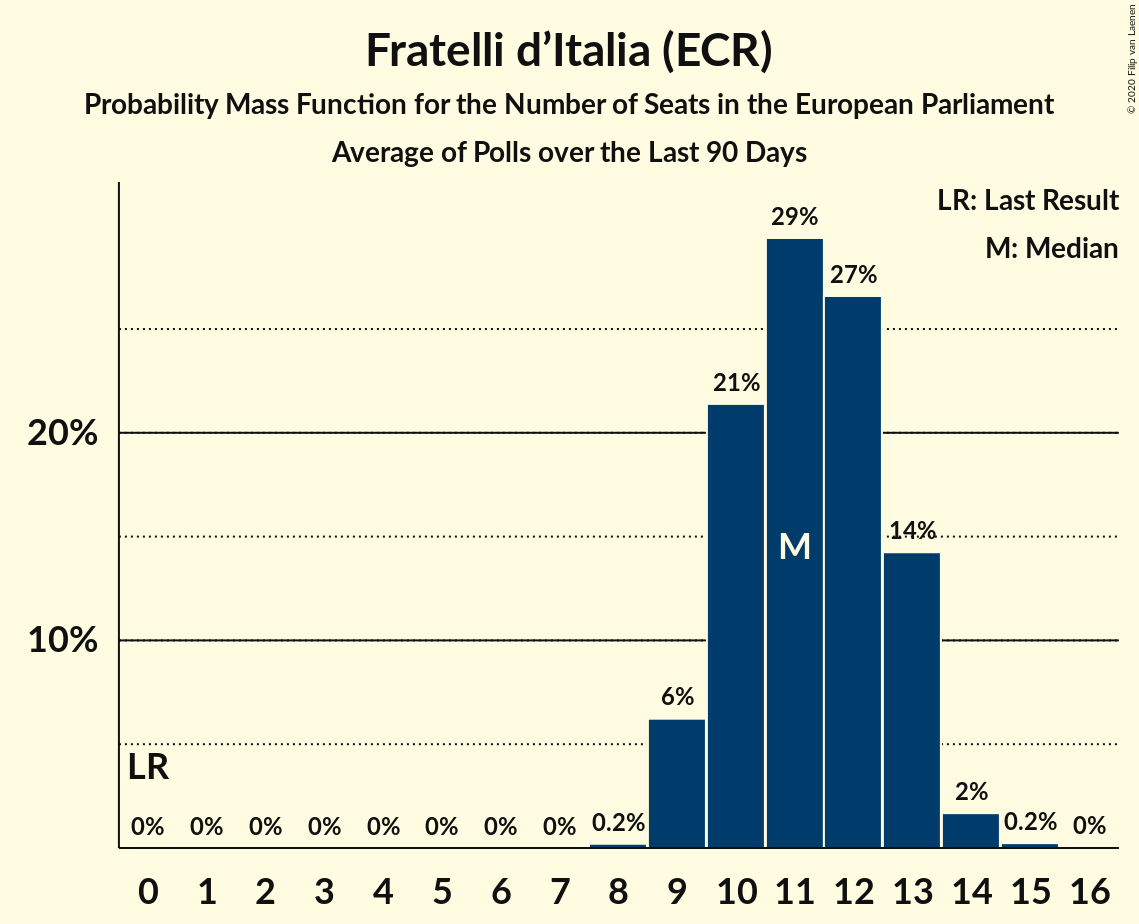 Fratelli d’Italia (ECR)
Probability Mass Function for the Number of Seats in the European Parliament
Average of Polls over the Last 90 Days
© 2020 Filip van Laenen
LR: Last Result
M: Median
29%
27%
21%
20%
14%
M
10%
6%
LR
2%
0% 0% 0% 0% 0% 0% 0% 0% 0.2% 0.2% 0%
0 1 2 3 4 5 6 7 8 9 10 11 12 13 14 15 16